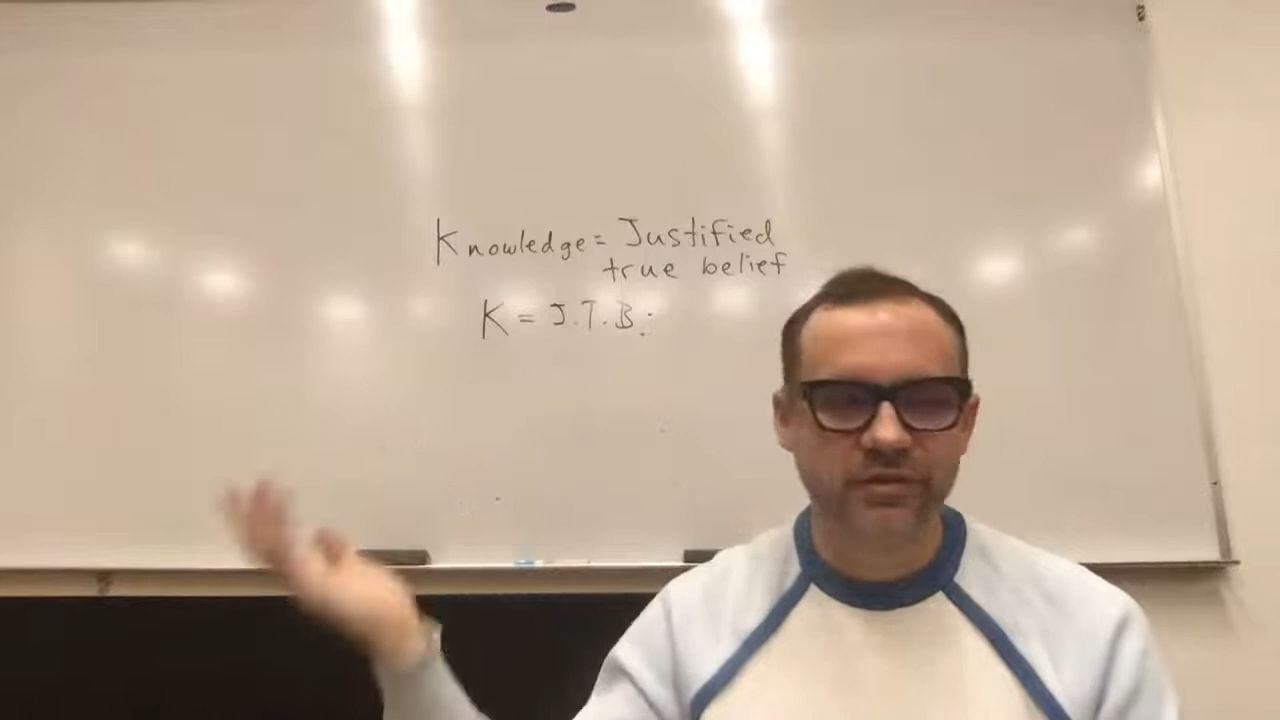 Knowledge = Justified
true belief
K = J.T.B.: